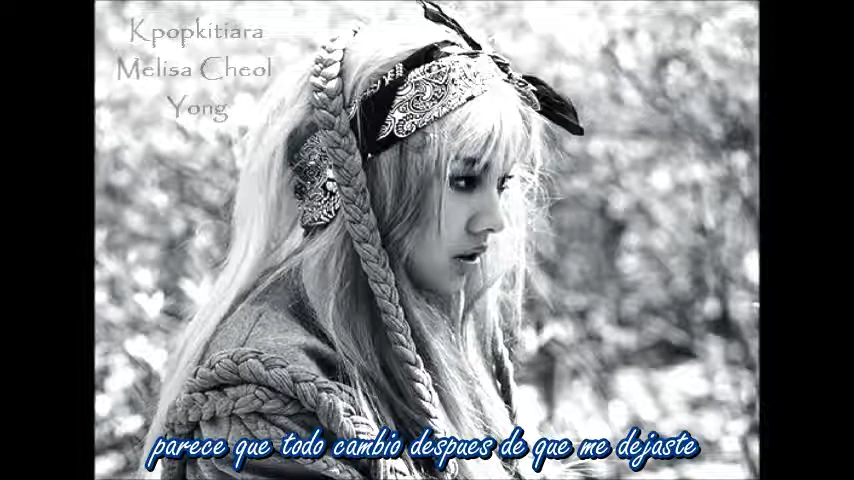 Kpopkitiara
Melisa Cheol
Yong
parece que todo cambio despues de que me dejaste